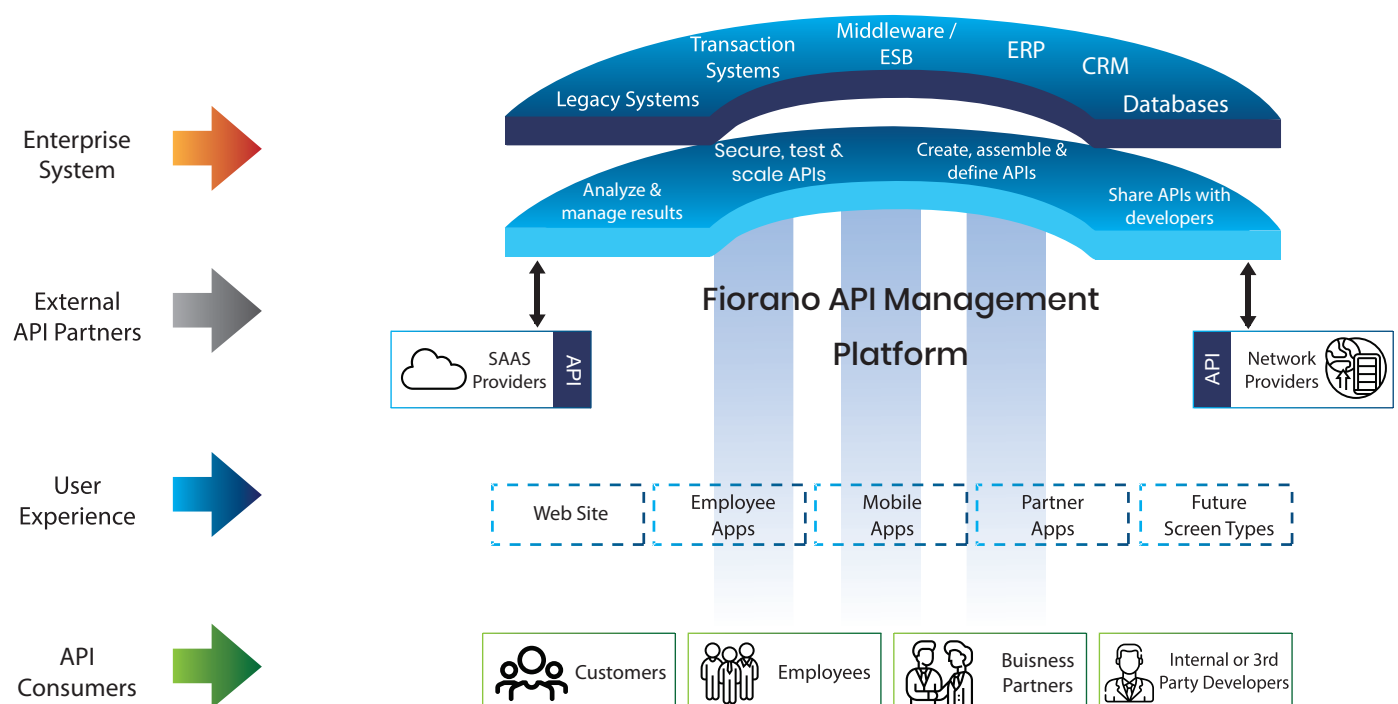 Transaction
Systems
Middleware /
ESB
ERP
CRM
Legacy Systems
Databases
Enterprise
System
Secure, test &
scale APIs
Create, assemble &
define APIs
Analyze &
manage results
Share APIs with
developers
External
API Partners
Fiorano API Management
Platform
SAAS
Providers
API
API
Network
Providers
User
Experience
Web Site
Employee
Apps
Mobile
Apps
Partner
Apps
Future
Screen Types
API
Consumers
Customers
Employees
Buisness
Partners
Internal or 3rd
Party Developers